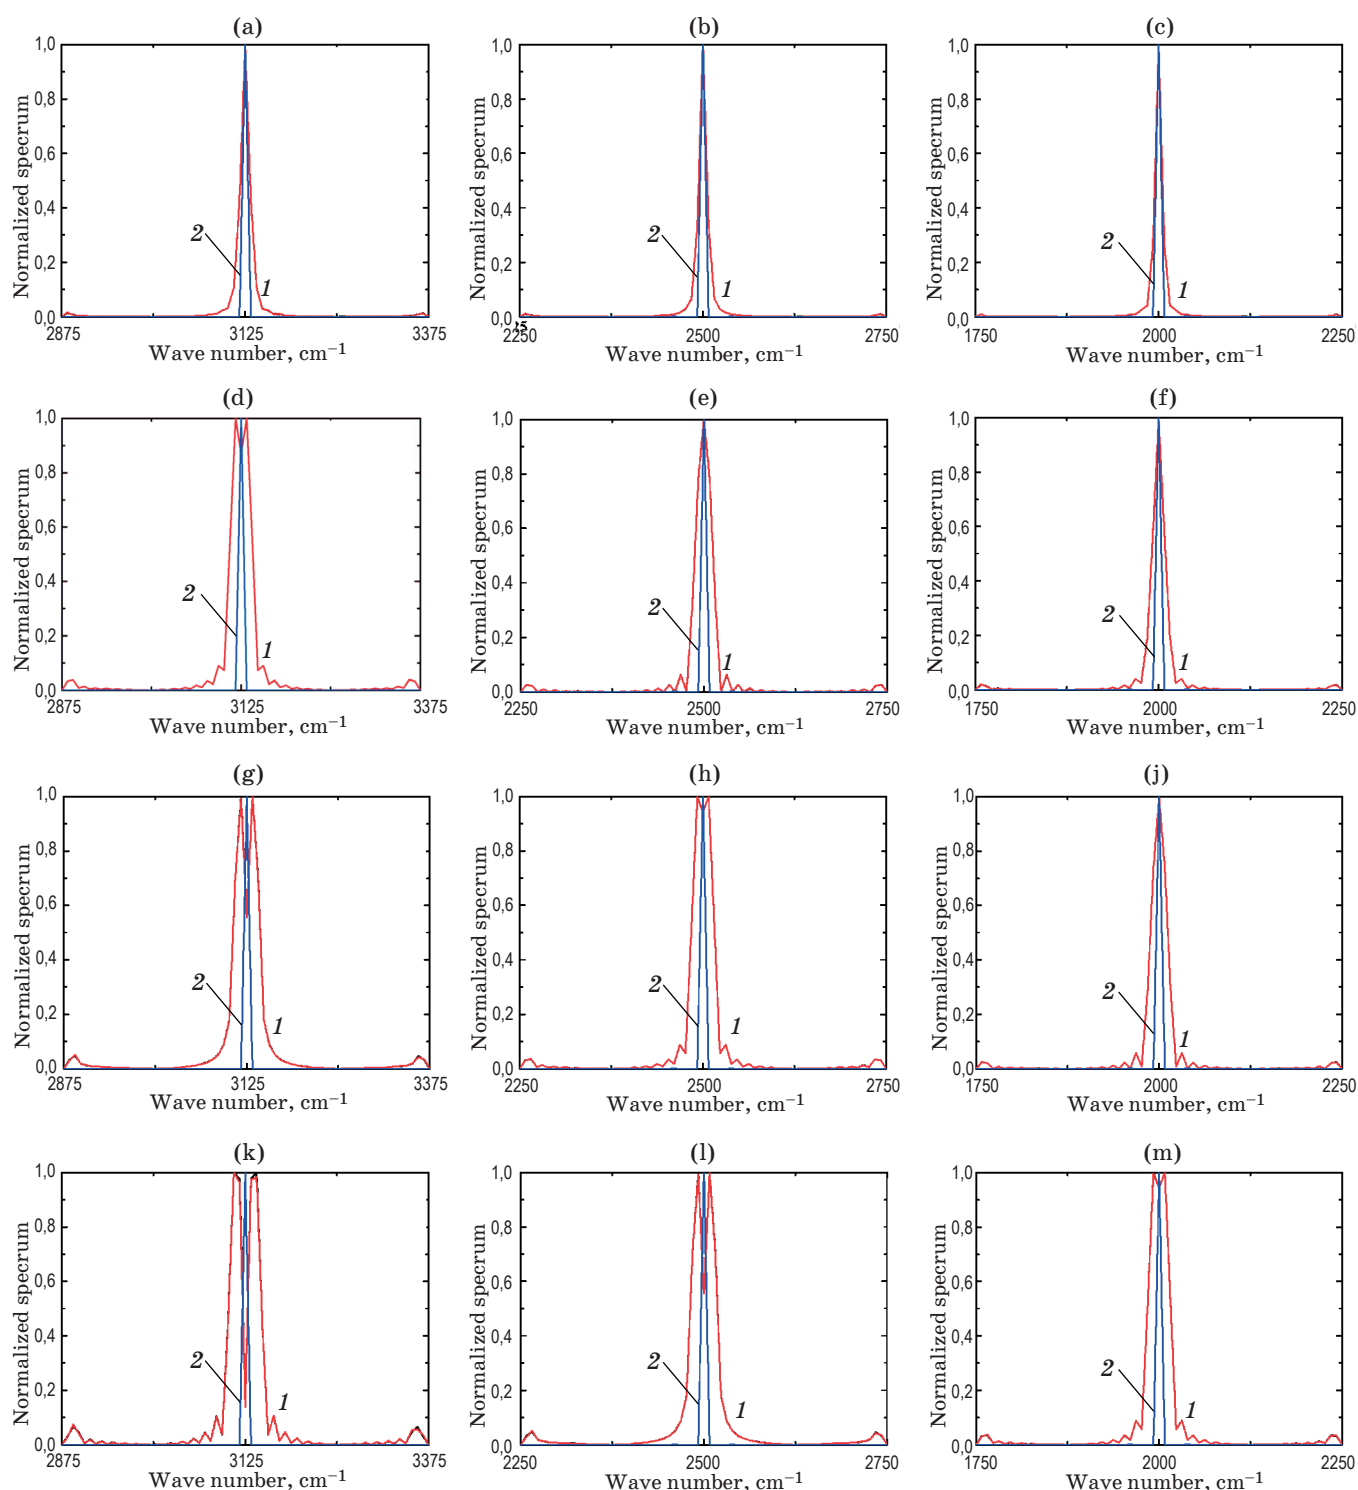 (a) (b) (c)
Normalized specrum
1,0
0,8
0,6
0,4
0,2
0,0
2
1
2875 3125 3375
Wave number, cm–1
Normalized specrum
1,0
0,8
0,6
0,4
0,2
0,0
2
1
2250 2500 2750
Wave number, cm–1
Normalized specrum
1,0
0,8
0,6
0,4
0,2
0,0
2
1
1750 2000 2250
Wave number, cm–1
(d) (e) (f)
Normalized specrum
1,0
0,8
0,6
0,4
0,2
0,0
2
1
2875 3125 3375
Wave number, cm–1
Normalized specrum
1,0
0,8
0,6
0,4
0,2
0,0
2
1
2250 2500 2750
Wave number, cm–1
Normalized specrum
1,0
0,8
0,6
0,4
0,2
0,0
2
1
1750 2000 2250
Wave number, cm–1
(g) (h) (j)
Normalized specrum
1,0
0,8
0,6
0,4
0,2
0,0
2
1
2875 3125 3375
Wave number, cm–1
Normalized specrum
1,0
0,8
0,6
0,4
0,2
0,0
2
1
2250 2500 2750
Wave number, cm–1
Normalized specrum
1,0
0,8
0,6
0,4
0,2
0,0
2
1
1750 2000 2250
Wave number, cm–1
(k) (l) (m)
Normalized specrum
1,0
0,8
0,6
0,4
0,2
0,0
2
1
2875 3125 3375
Wave number, cm–1
Normalized specrum
1,0
0,8
0,6
0,4
0,2
0,0
2
1
2250 2500 2750
Wave number, cm–1
Normalized specrum
1,0
0,8
0,6
0,4
0,2
0,0
2
1
1750 2000 2250
Wave number, cm–1